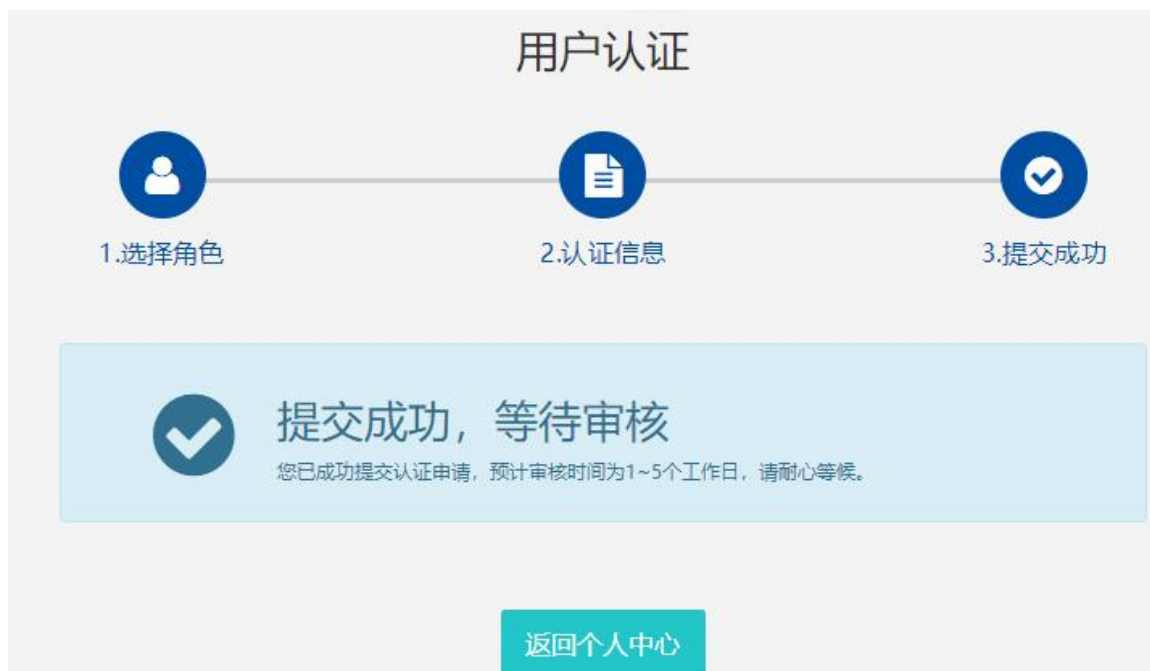 用户认证
1.选择角色
2.认证信息
3.提交成功
提交成功，等待审核
您已成功提交认证申请，预计审核时间为1~5个工作日，请耐心等候。
返回个人中心